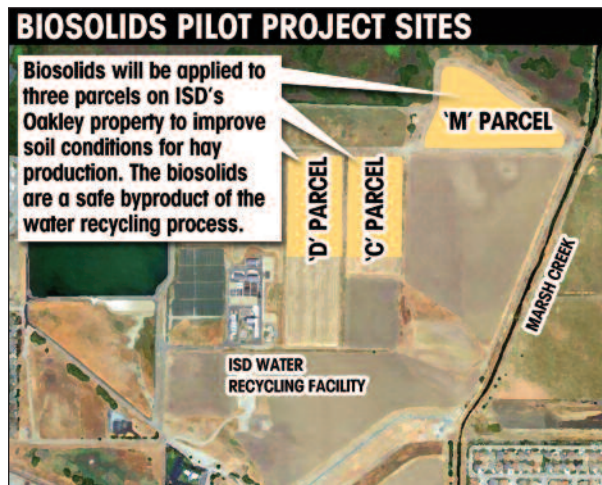 BIOSOLIDS PILOT PROJECT SITES
Biosolids will be applied to
three parcels on ISD's
Oakley property to improve
soil conditions for hay
production. The biosolids
are a safe byproduct of the
water recycling process.
'M' PARCEL
'D' PARCEL
'C' PARCEL
MARSH CREEK
ISD WATER
RECYCLING FACILITY